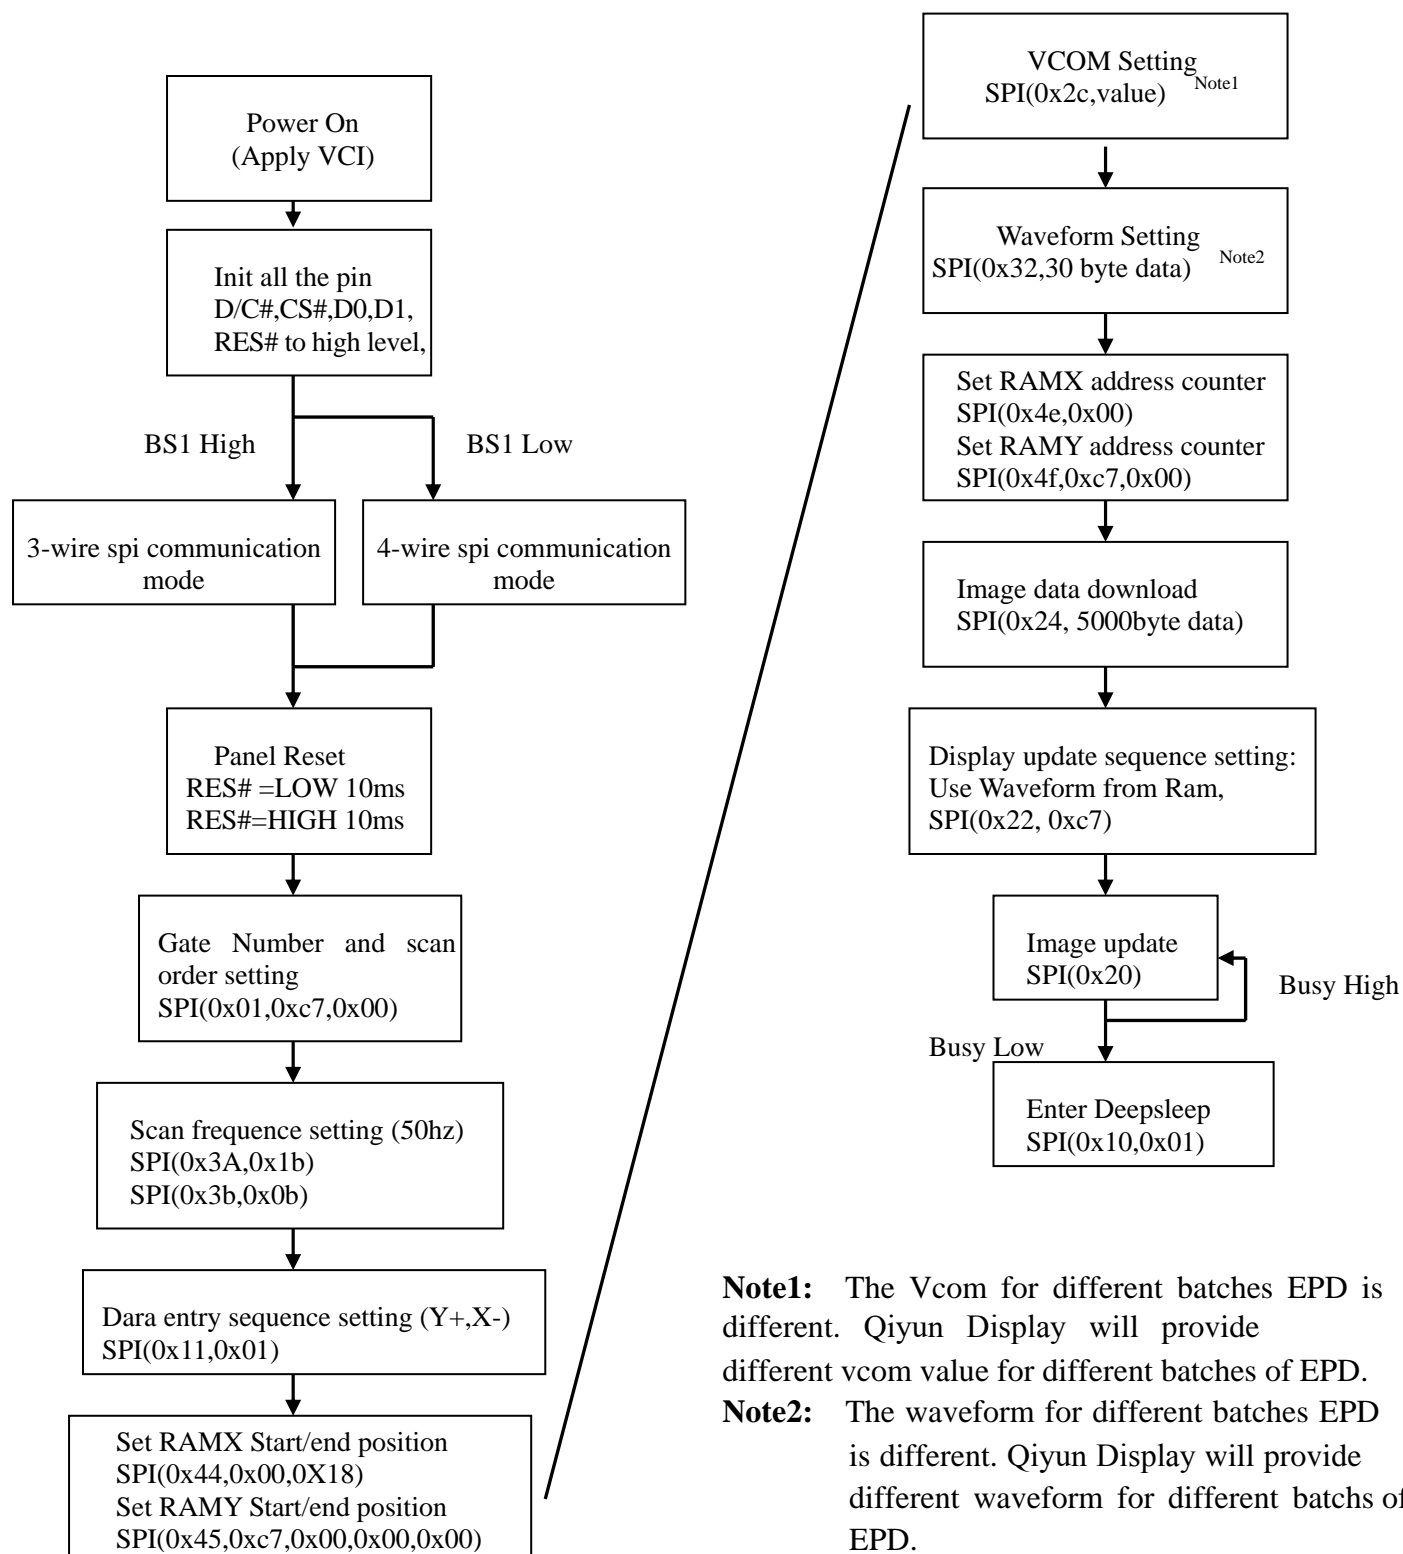 Power On
(Apply VCI)
Init all the pin
D/C#,CS#,D0,D1,
RES# to high level,
BS1 High
BS1 Low
3-wire spi communication
mode
4-wire spi communication
mode
Panel Reset
RES# =LOW 10ms
RES#=HIGH 10ms
Gate Number and scan
order setting
SPI(0x01,0xc7,0x00)
Scan frequence setting (50hz)
SPI(0x3A,0x1b)
SPI(0x3b,0x0b)
Dara entry sequence setting (Y+,X-)
SPI(0x11,0x01)
Set RAMX Start/end position
SPI(0x44,0x00,0X18)
Set RAMY Start/end position
SPI(0x45,0xc7,0x00,0x00,0x00)
VCOM Setting
SPI(0x2c,value) Note1
Waveform Setting
SPI(0x32,30 byte data) Note2
Set RAMX address counter
SPI(0x4e,0x00)
Set RAMY address counter
SPI(0x4f,0xc7,0x00)
Image data download
SPI(0x24, 5000byte data)
Display update sequence setting:
Use Waveform from Ram,
SPI(0x22, 0xc7)
Image update
SPI(0x20)
Busy High
Busy Low
Enter Deepsleep
SPI(0x10,0x01)
Note1: The Vcom for different batches EPD is
different. Qiyun Display will provide
different vcom value for different batches of EPD.
Note2: The waveform for different batches EPD
is different. Qiyun Display will provide
different waveform for different batchs of
EPD.